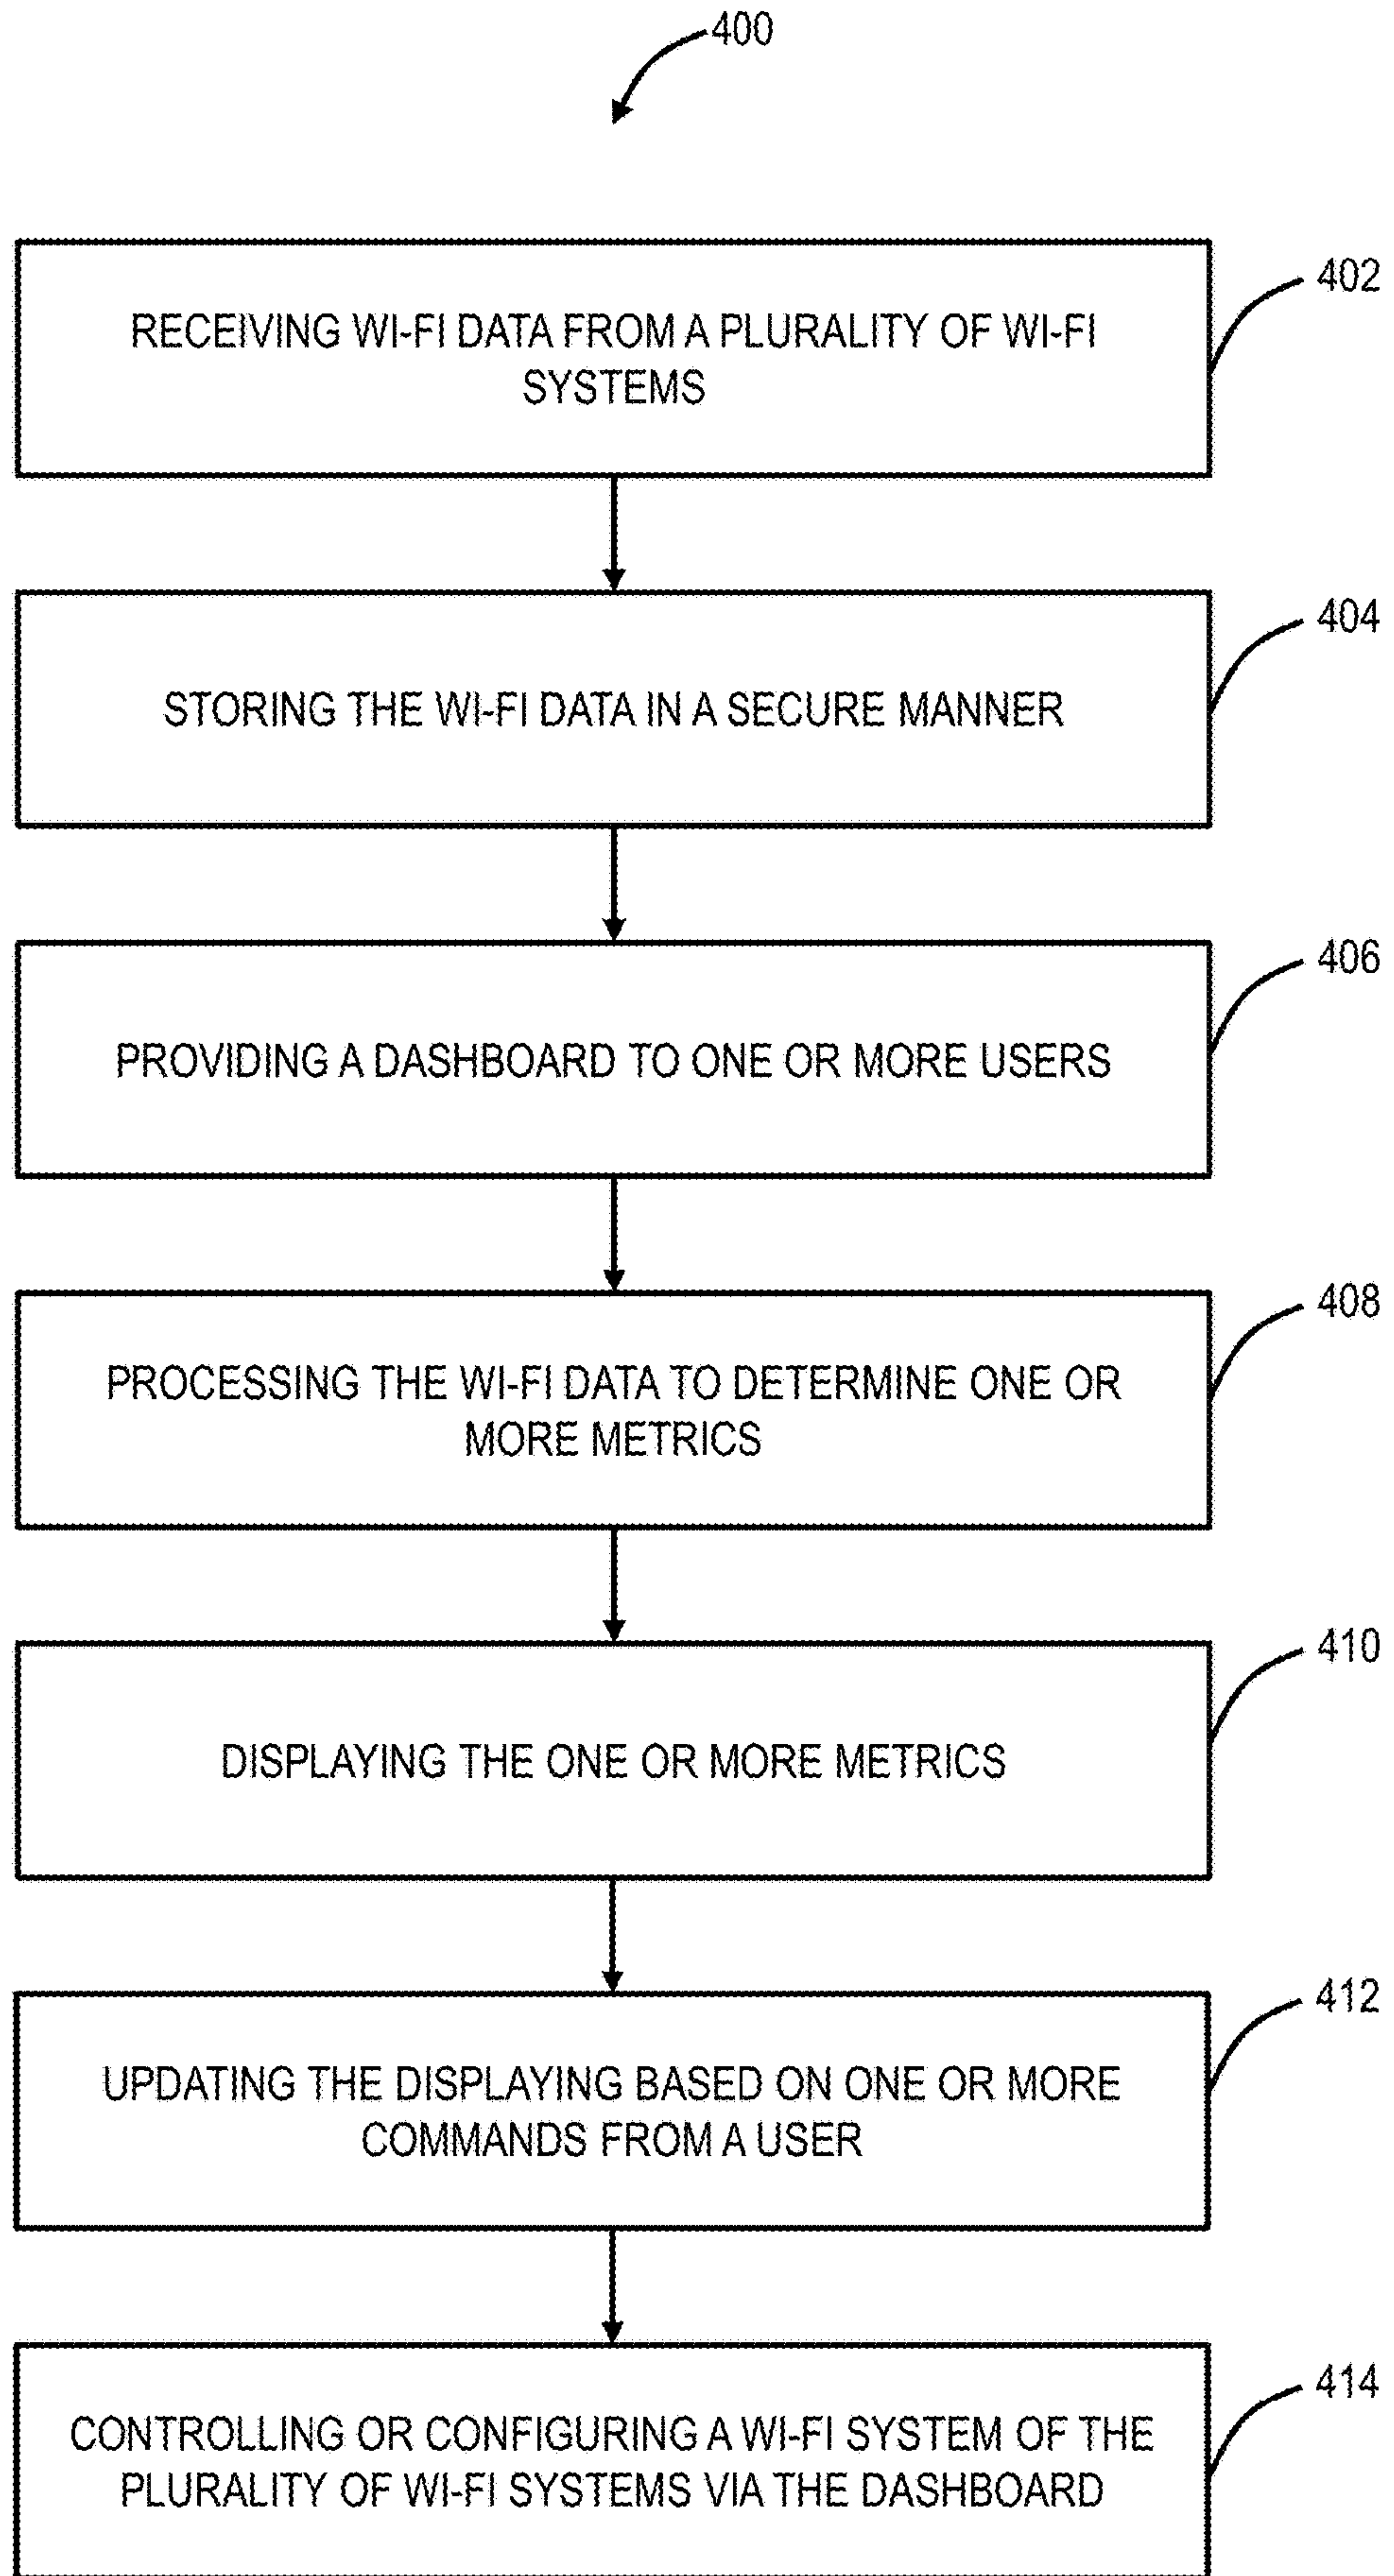 400
402
RECEIVING WI-FI DATA FROM A PLURALITY OF WI-FI
SYSTEMS
404
STORING THE WI-FI DATA IN A SECURE MANNER
406
PROVIDING A DASHBOARD TO ONE OR MORE USERS
408
PROCESSING THE WI-FI DATA TO DETERMINE ONE OR
MORE METRICS
410
DISPLAYING THE ONE OR MORE METRICS
412
UPDATING THE DISPLAYING BASED ON ONE OR MORE
COMMANDS FROM A USER
414
CONTROLLING OR CONFIGURING A WI-FI SYSTEM OF THE
PLURALITY OF WI-FI SYSTEMS VIA THE DASHBOARD